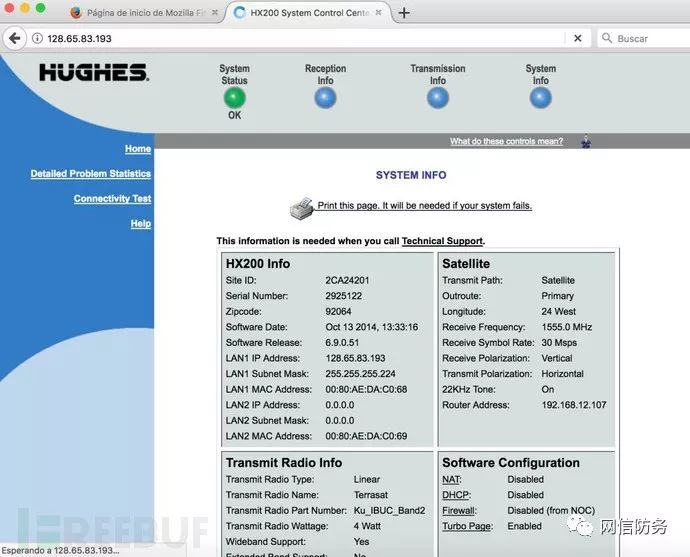 Página de inicio de Mozilla Fi
HX200 System Control Cente
128.65.83.193
Buscar
HUGHES
System Status
OK
Reception Info
Transmission Info
System Info
What do these controls mean?
Home
Detailed Problem Statistics
Connectivity Test
Help
SYSTEM INFO
Print this page. It will be needed if your system fails.
This information is needed when you call Technical Support.
HX200 Info
Site ID: 2CA24201
Serial Number: 2925122
Zipcode: 92064
Software Date: Oct 13 2014, 13:33:16
Software Release: 6.9.0.51
LAN1 IP Address: 128.65.83.193
LAN1 Subnet Mask: 255.255.255.224
LAN1 MAC Address: 00:80:AE:DA:C0:68
LAN2 IP Address: 0.0.0.0
LAN2 Subnet Mask: 0.0.0.0
LAN2 MAC Address: 00:80:AE:DA:C0:69
Satellite
Transmit Path: Satellite
Outroute: Primary
Longitude: 24 West
Receive Frequency: 1555.0 MHz
Receive Symbol Rate: 30 Msps
Receive Polarization: Vertical
Transmit Polarization: Horizontal
22KHz Tone: On
Router Address: 192.168.12.107
Transmit Radio Info
Transmit Radio Type: Linear
Transmit Radio Name: Terrasat
Transmit Radio Part Number: Ku_IBUC_Band2
Transmit Radio Wattage: 4 Watt
Wideband Support: Yes
Extended Band Support: No
Software Configuration
NAT: Disabled
DHCP: Disabled
Firewall: Disabled (from NOC)
Turbo Page: Enabled
REEBUF
网信防务
Esperando a 128.65.83.193...